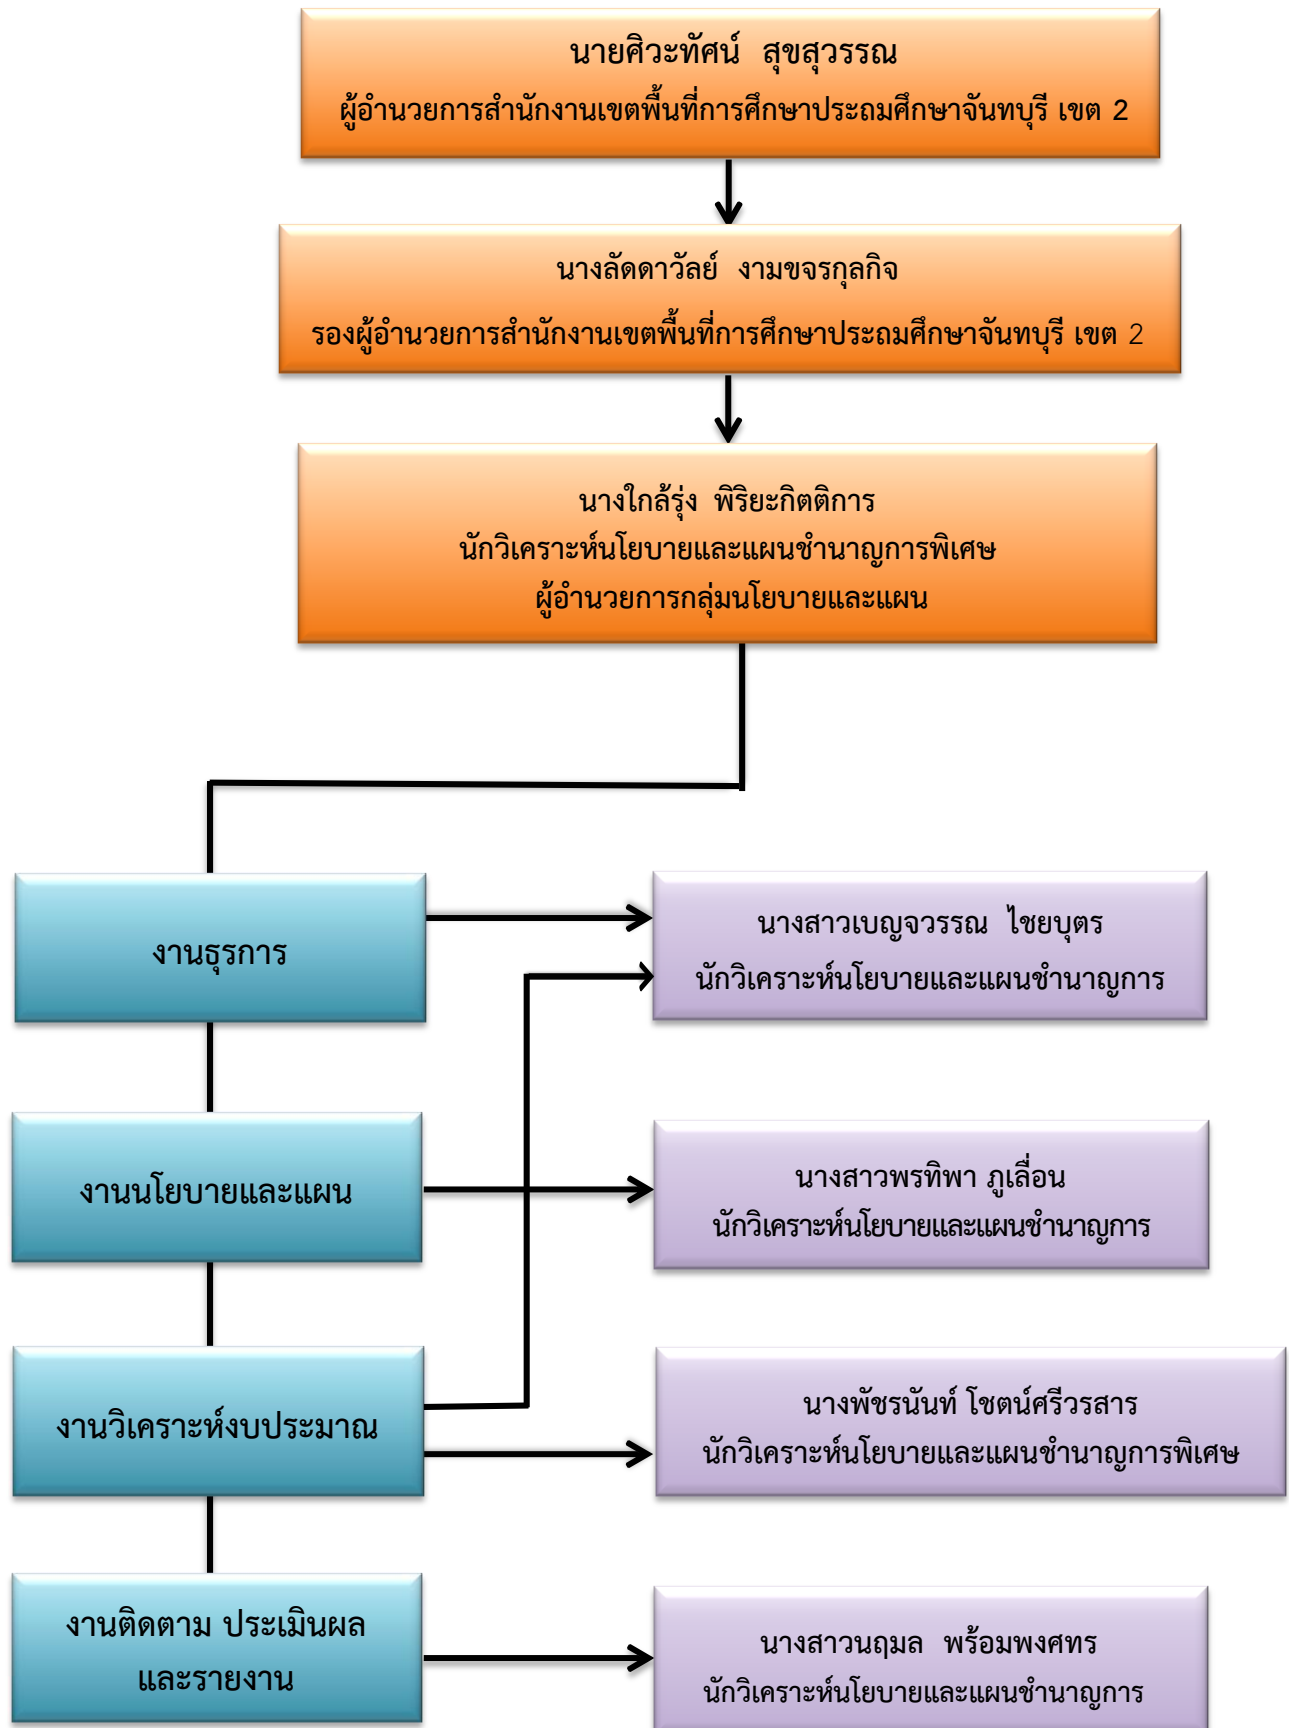 นายศิวะทัศน์ สุขสุวรรณ
ผู้อำนวยการสำนักงานเขตพื้นที่การศึกษาประถมศึกษาจันทบุรี เขต 2
นางลัดดาวัลย์ งามขจรกุลกิจ
รองผู้อำนวยการสำนักงานเขตพื้นที่การศึกษาประถมศึกษาจันทบุรี เขต 2
นางใกล้รุ่ง พิริยะกิตติการ
นักวิเคราะห์นโยบายและแผนชำนาญการพิเศษ
ผู้อำนวยการกลุ่มนโยบายและแผน
งานธุรการ
นางสาวเบญจวรรณ ไชยบุตร
นักวิเคราะห์นโยบายและแผนชำนาญการ
งานนโยบายและแผน
นางสาวพรทิพา ภูเลื่อน
นักวิเคราะห์นโยบายและแผนชำนาญการ
งานวิเคราะห์งบประมาณ
นางพัชรนันท์ โชตน์ศรีวรสาร
นักวิเคราะห์นโยบายและแผนชำนาญการพิเศษ
งานติดตาม ประเมินผล
และรายงาน
นางสาวนฤมล พร้อมพงศทร
นักวิเคราะห์นโยบายและแผนชำนาญการ